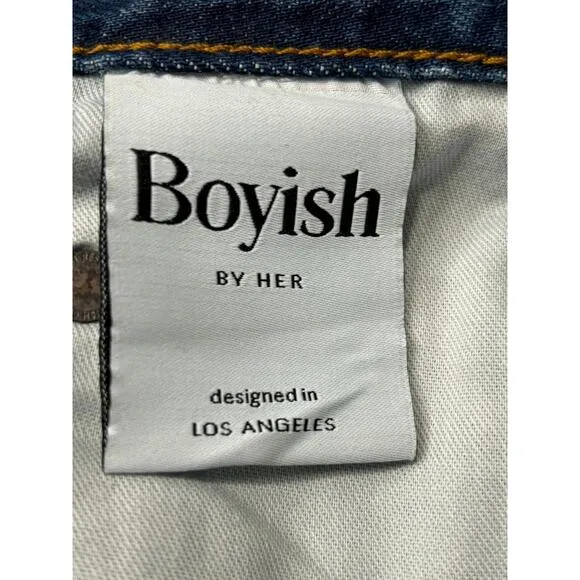 Boyish
BY HER
designed in
LOS ANGELES